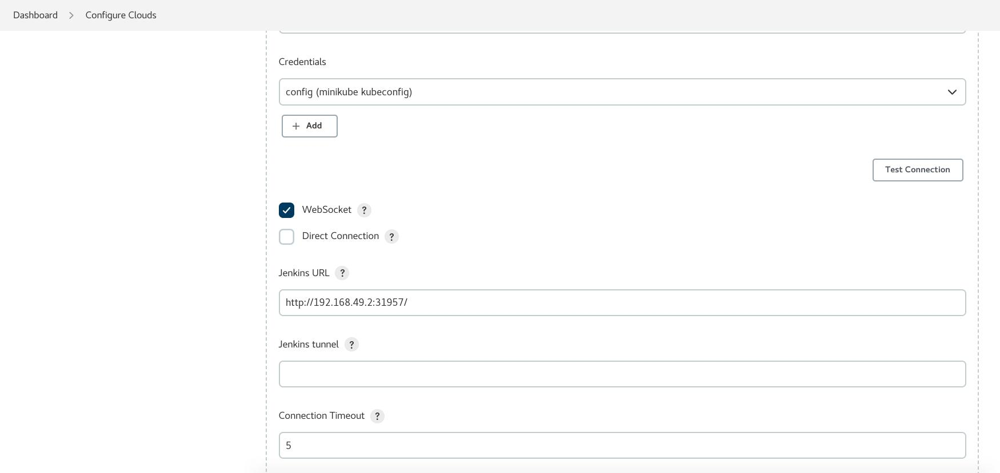 Dashboard > Configure Clouds
Credentials
config (minikube kubeconfig)
+ Add
Test Connection
WebSocket ?
Direct Connection ?
Jenkins URL ?
http://192.168.49.2:31957/
Jenkins tunnel ?
Connection Timeout ?
5